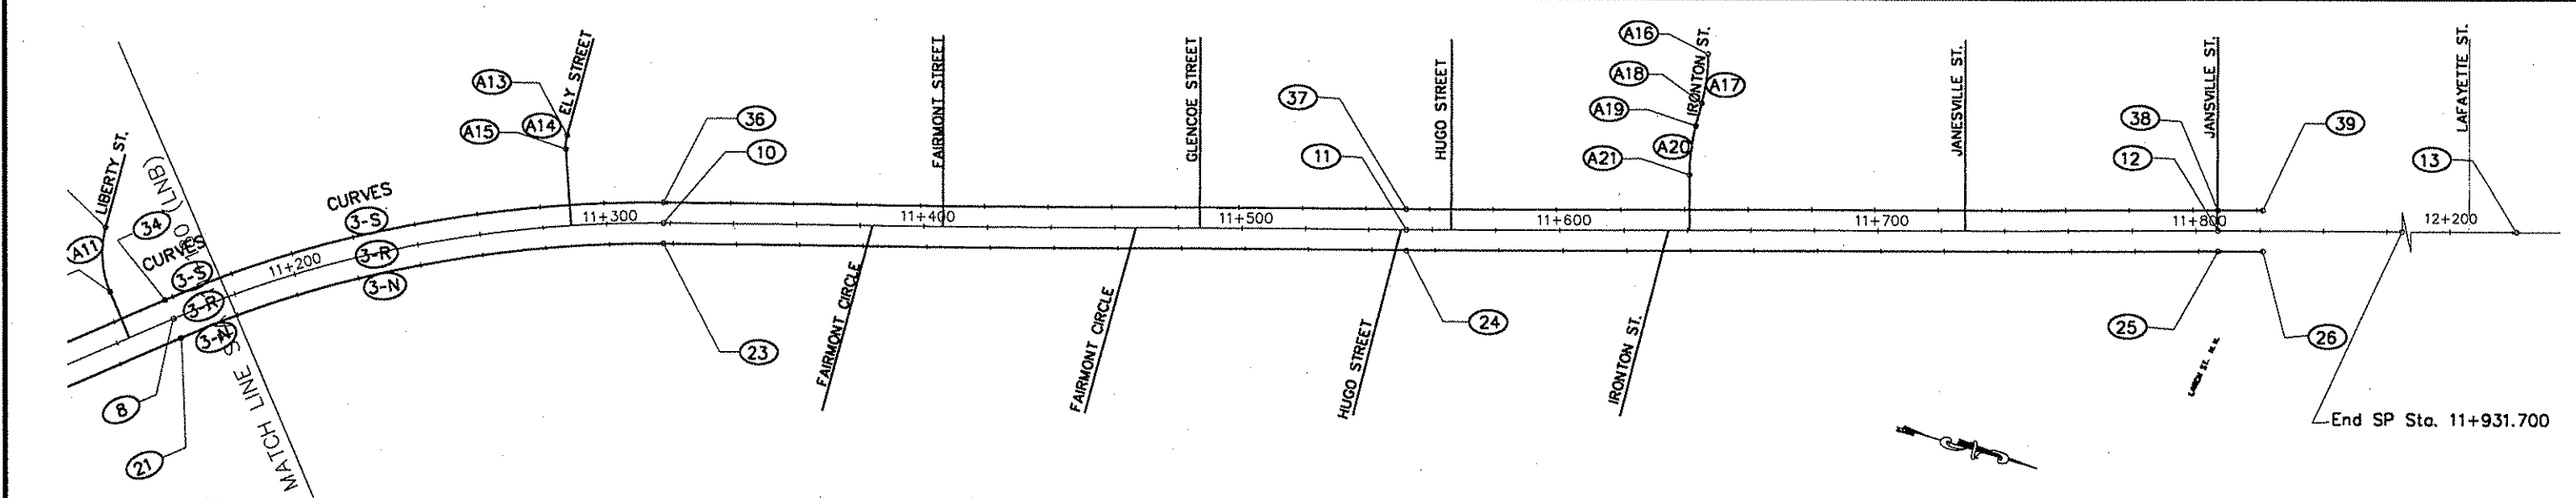 LIBERTY ST.
(LNB)
MATCH LINE
A11
34
CURVES
3-S
3-R
3-N
8
21
CURVES
3-S
3-R
3-N
11+200
A13
A14
A15
ELY STREET
11+300
36
10
23
FAIRMONT STREET
11+400
FAIRMONT CIRCLE
GLENCOE STREET
11+500
FAIRMONT CIRCLE
37
11
24
HUGO STREET
HUGO STREET
11+600
A16
A17
A18
A19
A20
A21
IRONTON ST.
IRONTON ST.
11+700
JANESVILLE ST.
11+800
JANSVILLE ST.
38
12
39
25
26
LAFAYETTE ST.
12+200
13
End SP Sta. 11+931.700